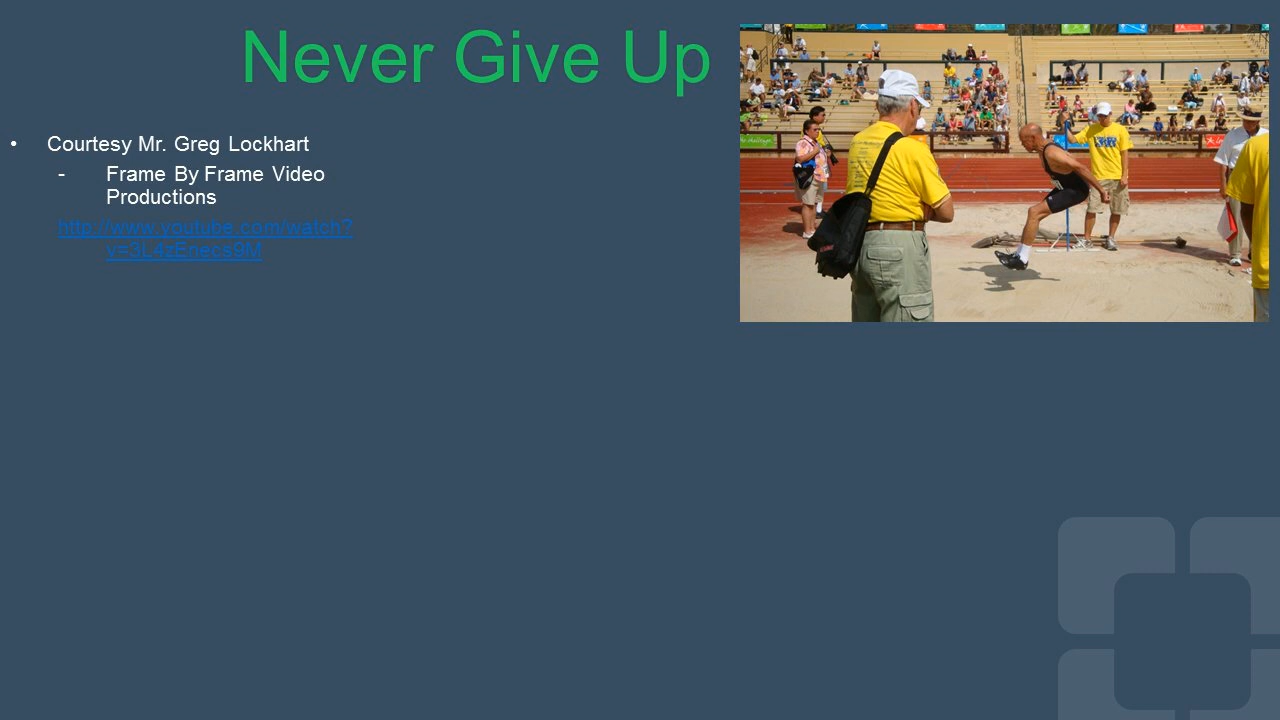 Never Give Up
• Courtesy Mr. Greg Lockhart
- Frame By Frame Video
Productions
http://www.youtube.com/watch?
v=3L4zEnecs9M